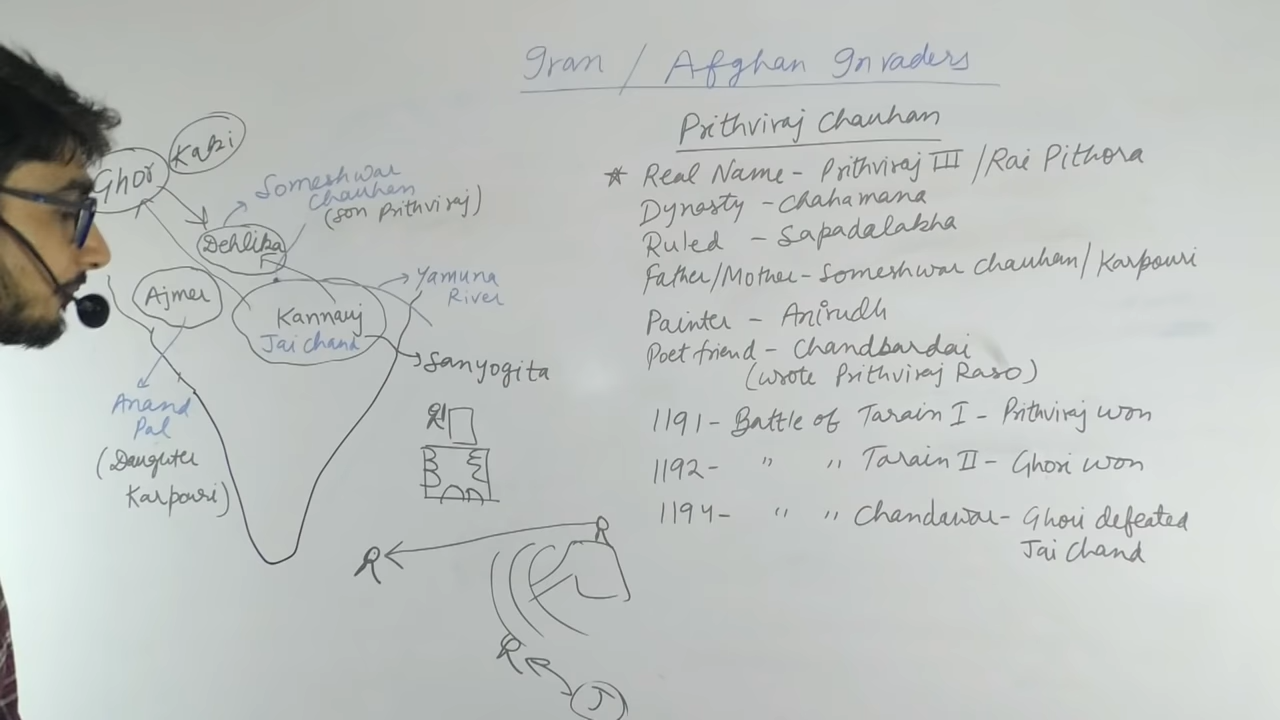 Iran / Afghan Invaders
Prithviraj Chauhan
* Real Name - Prithviraj III / Rai Pithora
Dynasty - Chahamana
Ruled - Sapadalakha
Father/Mother - Someshwar Chauhan/Karpouri
Painter - Anirudh
Poet friend - Chandbardai
(wrote Prithviraj Raso)
1191 - Battle of Tarain I - Prithviraj won
1192 - " " Tarain II - Ghori won
1194 - " " Chandawar - Ghori defeated
Jai Chand
Kabi
Ghor
Someshwar
Chauhan
(son Prithviraj)
Dehlika
Ajmer
Yamuna
River
Kannauj
Jai Chand
Sanyogita
Anand
Pal
(Daughter
Karpouri)
J